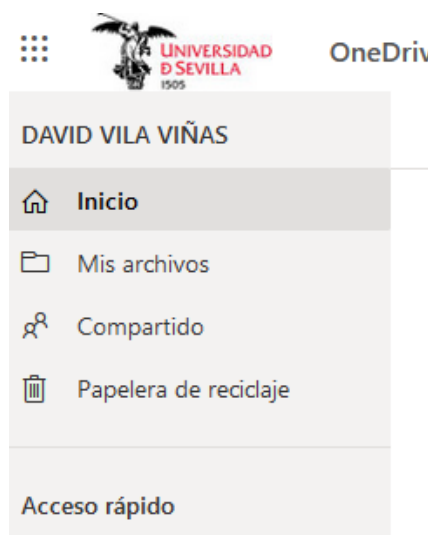 UNIVERSIDAD
D SEVILLA
1505
OneDriv
DAVID VILA VIÑAS
Inicio
Mis archivos
Compartido
Papelera de reciclaje
Acceso rápido